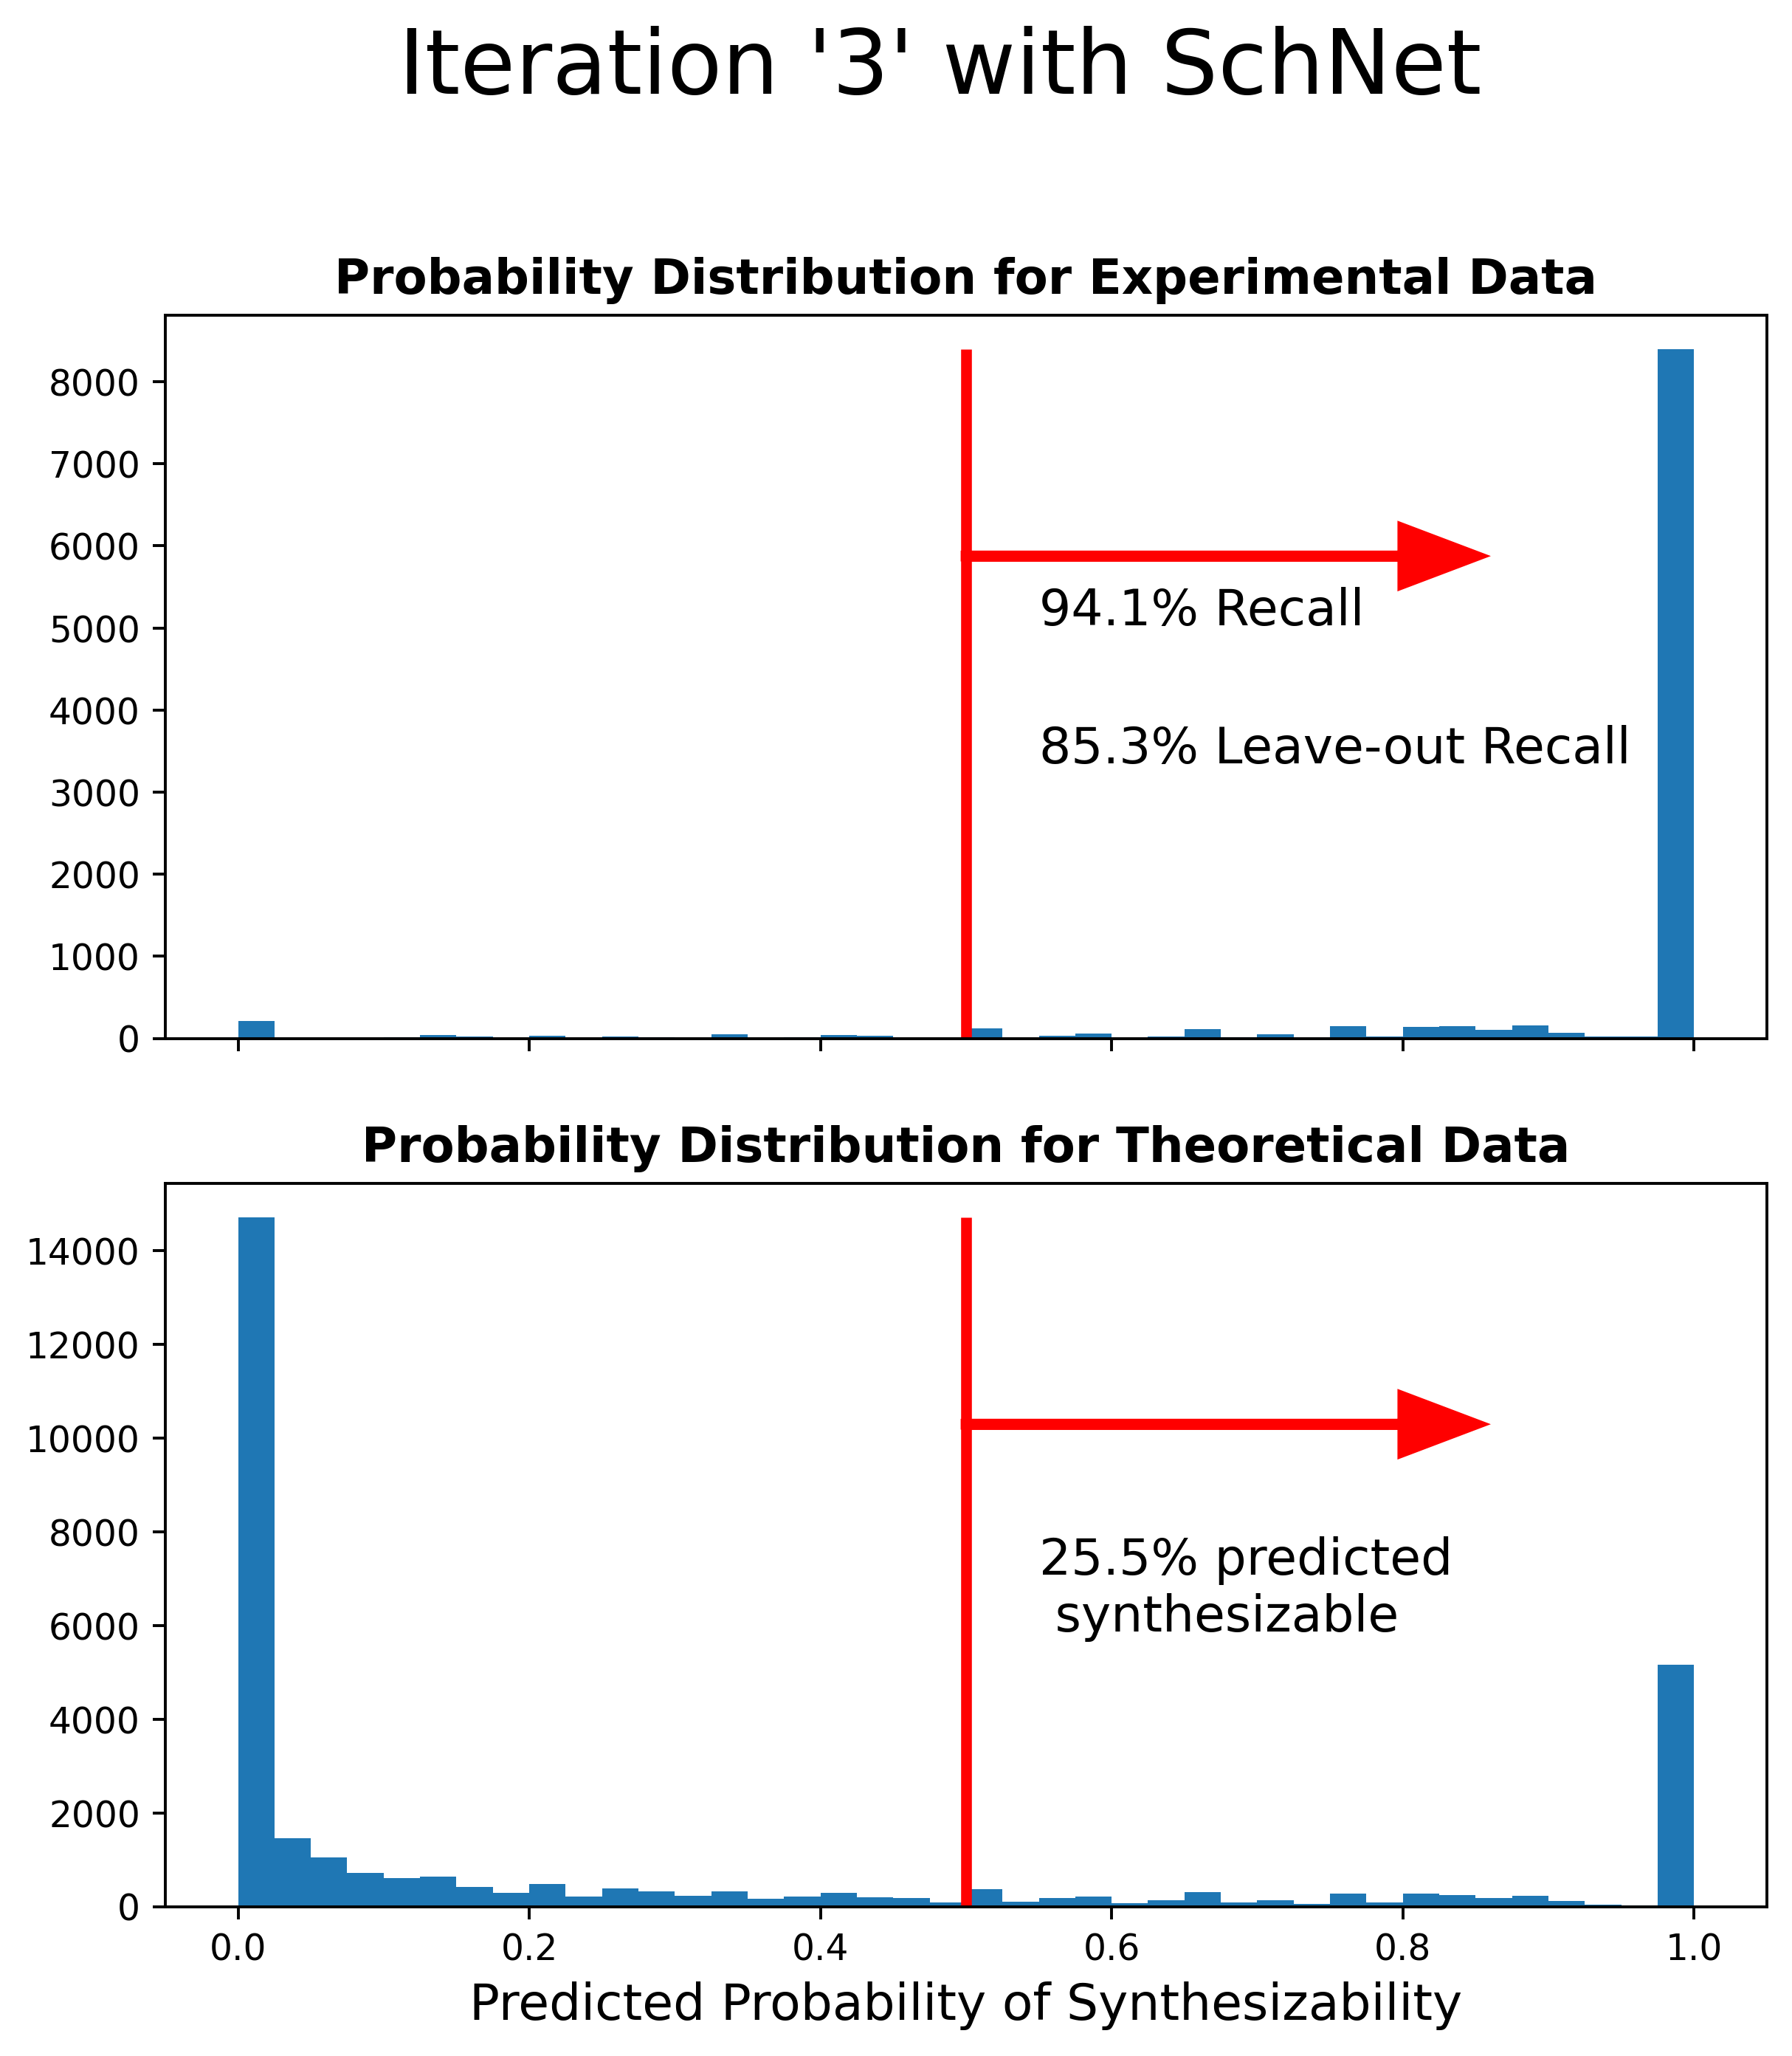 Iteration '3' with SchNet
Probability Distribution for Experimental Data
8000
7000
6000
5000
4000
3000
2000
1000
0
94.1% Recall
85.3% Leave-out Recall
Probability Distribution for Theoretical Data
14000
12000
10000
8000
6000
4000
2000
0
25.5% predicted
synthesizable
0.0 0.2 0.4 0.6 0.8 1.0
Predicted Probability of Synthesizability